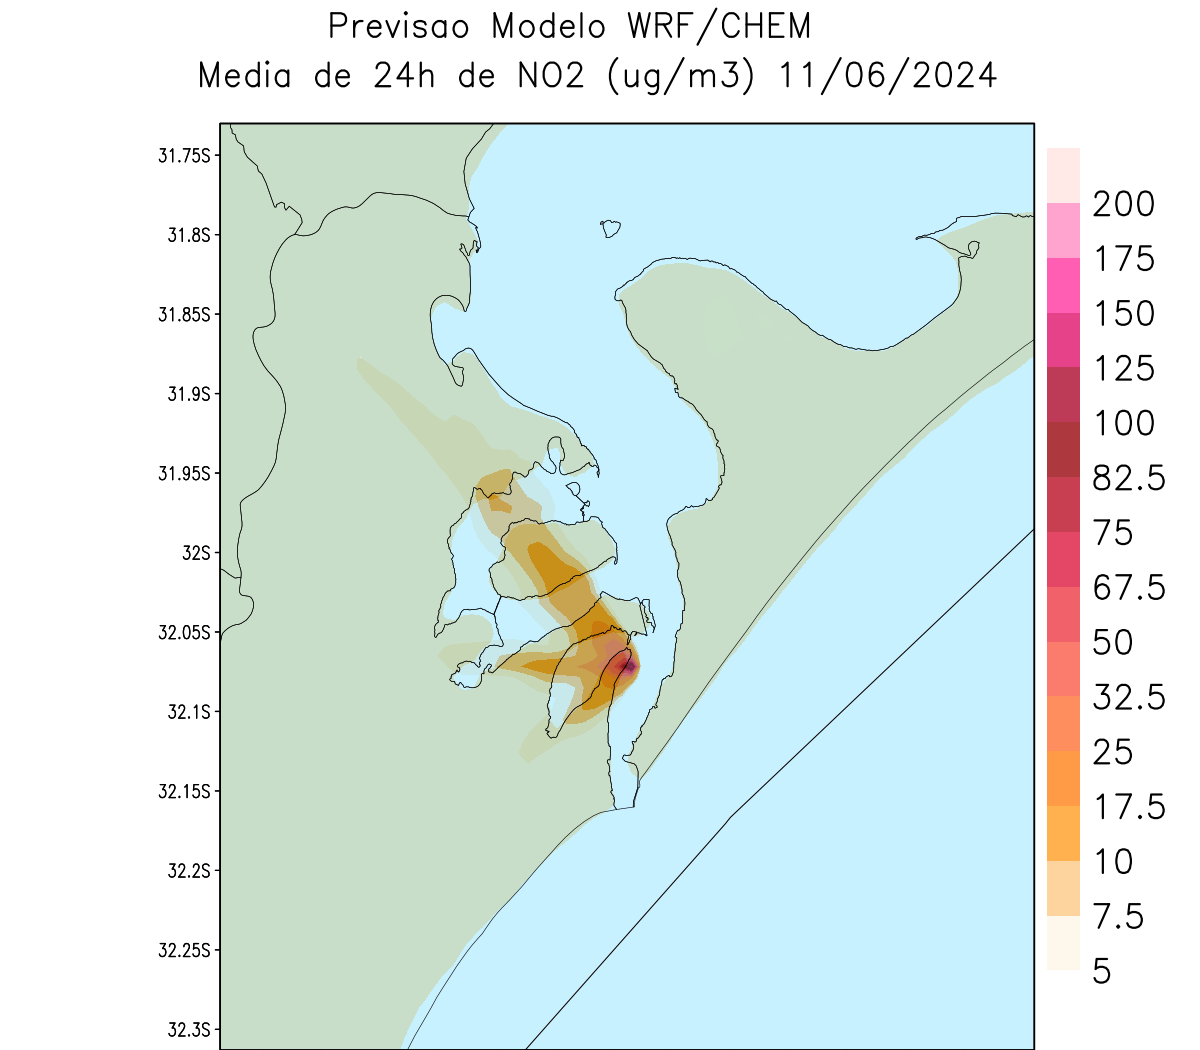 Previsao Modelo WRF/CHEM
Media de 24h de NO2 (ug/m3) 11/06/2024
31.75S
31.8S
31.85S
31.9S
31.95S
32S
32.05S
32.1S
32.15S
32.2S
32.25S
32.3S
200
175
150
125
100
82.5
75
67.5
50
32.5
25
17.5
10
7.5
5